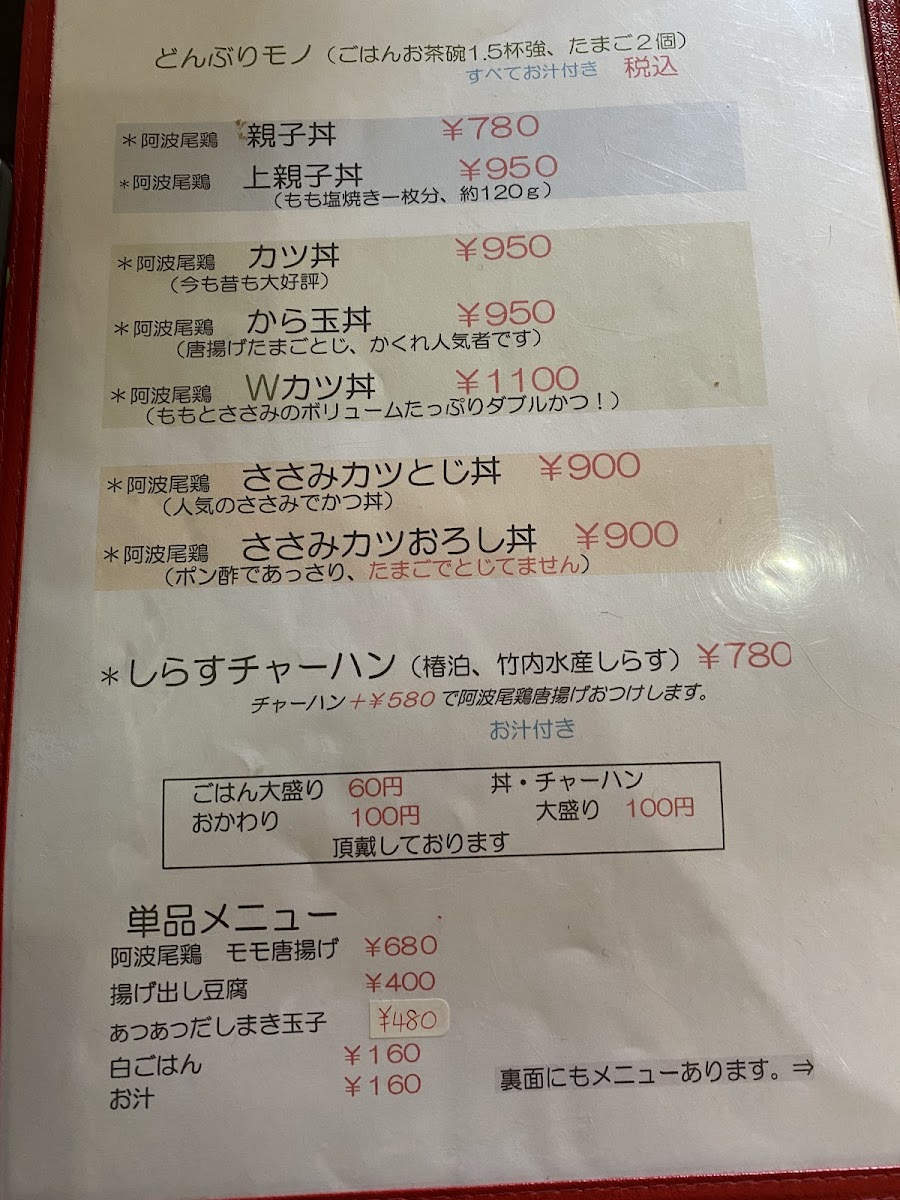 どんぶりモノ（ごはんお茶碗1.5杯強、たまご２個）
すべてお汁付き　税込
＊阿波尾鶏　親子丼　￥780
＊阿波尾鶏　上親子丼　￥950
（もも塩焼き一枚分、約120ｇ）
＊阿波尾鶏　カツ丼　￥950
（今も昔も大好評）
＊阿波尾鶏　から玉丼　￥950
（唐揚げたまごとじ、かくれ人気者です）
＊阿波尾鶏　Wカツ丼　￥1100
（ももとささみのボリュームたっぷりダブルかつ！）
＊阿波尾鶏　ささみカツとじ丼　￥900
（人気のささみでかつ丼）
＊阿波尾鶏　ささみカツおろし丼　￥900
（ポン酢であっさり、たまごでとじてません）
＊しらすチャーハン（椿泊、竹内水産しらす）￥780
チャーハン＋￥580で阿波尾鶏唐揚げおつけします。
お汁付き
ごはん大盛り　60円　丼・チャーハン
おかわり　100円　大盛り　100円
頂戴しております
単品メニュー
阿波尾鶏　モモ唐揚げ　￥680
揚げ出し豆腐　￥400
あつあつだしまき玉子　￥480
白ごはん　￥160
お汁　￥160
裏面にもメニューあります。⇒